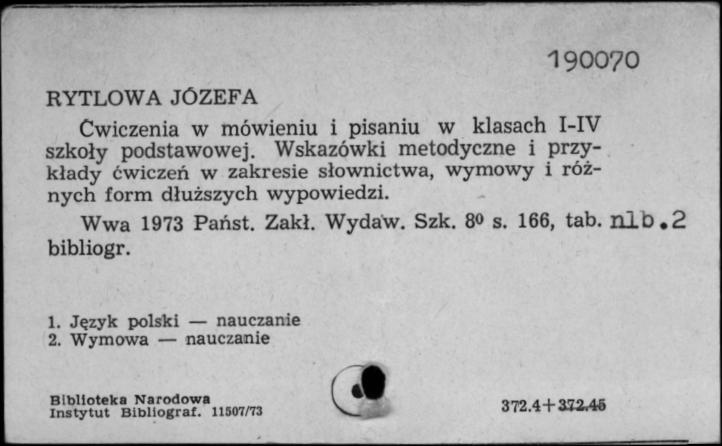 190070
RYTLOWA JÓZEFA
Ćwiczenia w mówieniu i pisaniu w klasach I-IV
szkoły podstawowej. Wskazówki metodyczne i przy-
kłady ćwiczeń w zakresie słownictwa, wymowy i róż-
nych form dłuższych wypowiedzi.
Wwa 1973 Państ. Zakł. Wydaw. Szk. 8⁰ s. 166, tab. nlb.2
bibliogr.
1. Język polski — nauczanie
2. Wymowa — nauczanie
Biblioteka Narodowa
Instytut Bibliograf. 11507/73
372.4+372.45